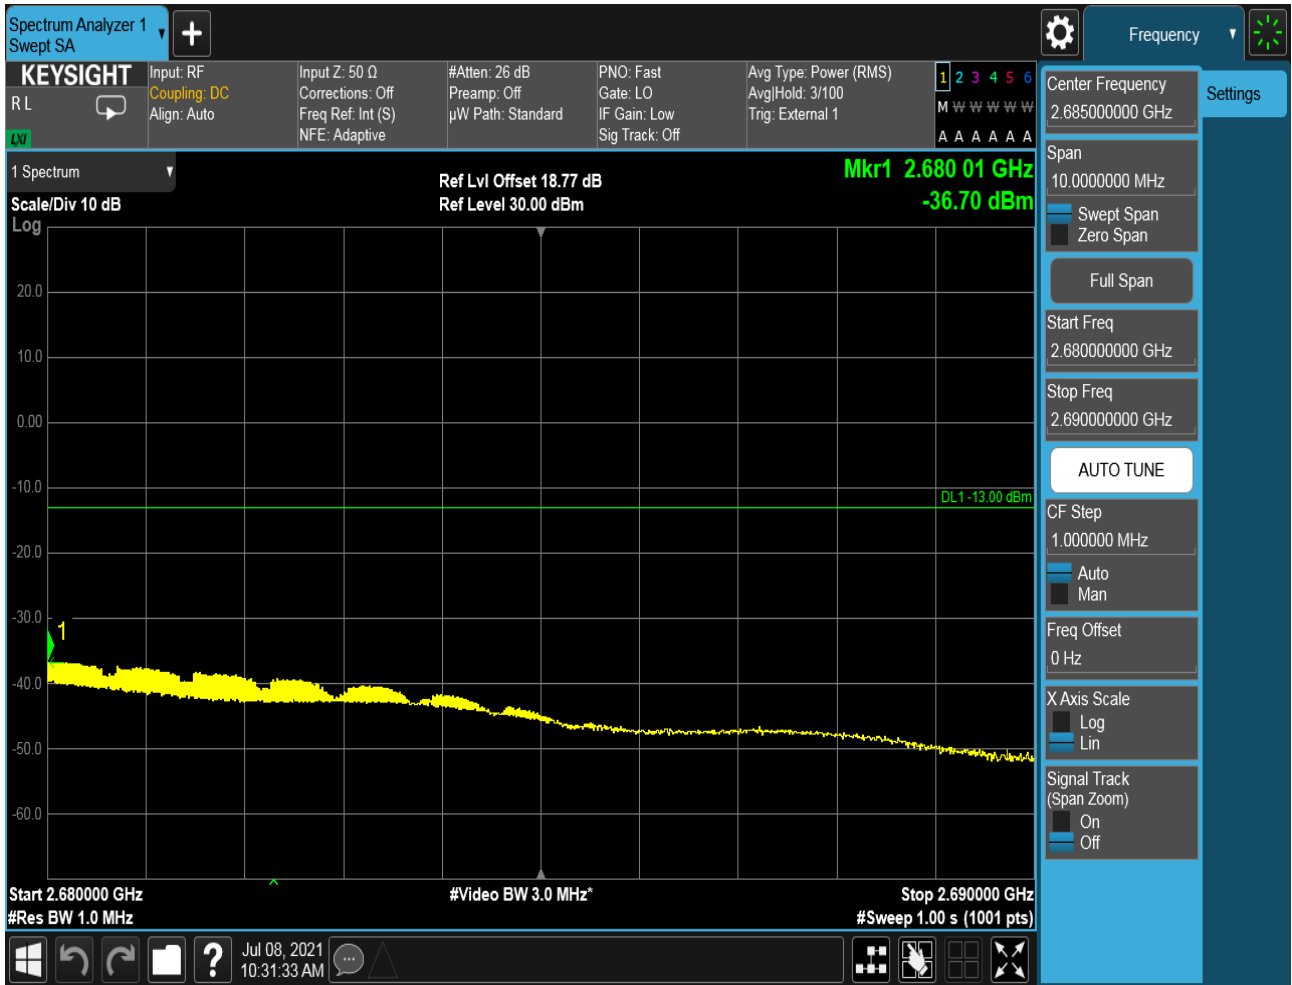 Spectrum Analyzer 1
Swept SA
Frequency
KEYSIGHT
R L
LXI
Input: RF
Coupling: DC
Align: Auto
Input Z: 50 Ω
Corrections: Off
Freq Ref: Int (S)
NFE: Adaptive
#Atten: 26 dB
Preamp: Off
µW Path: Standard
PNO: Fast
Gate: LO
IF Gain: Low
Sig Track: Off
Avg Type: Power (RMS)
Avg|Hold: 3/100
Trig: External 1
1 2 3 4 5 6
M W W W W W
A A A A A A
1 Spectrum
Scale/Div 10 dB
Log
Ref Lvl Offset 18.77 dB
Ref Level 30.00 dBm
Mkr1 2.680 01 GHz
-36.70 dBm
20.0
10.0
0.00
-10.0
DL1 -13.00 dBm
-20.0
-30.0
1
-40.0
-50.0
-60.0
Start 2.680000 GHz
#Res BW 1.0 MHz
#Video BW 3.0 MHz*
Stop 2.690000 GHz
#Sweep 1.00 s (1001 pts)
Jul 08, 2021
10:31:33 AM
Center Frequency
2.685000000 GHz
Settings
Span
10.0000000 MHz
Swept Span
Zero Span
Full Span
Start Freq
2.680000000 GHz
Stop Freq
2.690000000 GHz
AUTO TUNE
CF Step
1.000000 MHz
Auto
Man
Freq Offset
0 Hz
X Axis Scale
Log
Lin
Signal Track
(Span Zoom)
On
Off